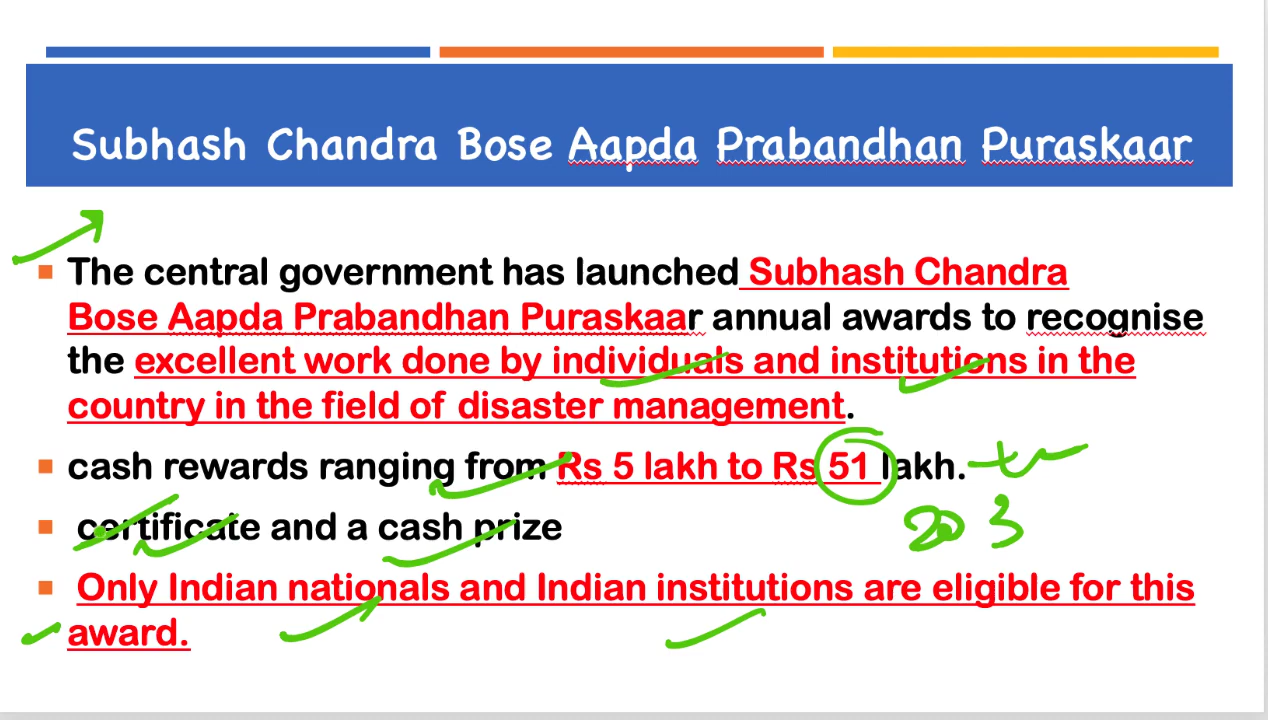 Subhash Chandra Bose Aapda Prabandhan Puraskaar
The central government has launched Subhash Chandra
Bose Aapda Prabandhan Puraskaar annual awards to recognise
the excellent work done by individuals and institutions in the
country in the field of disaster management.
cash rewards ranging from Rs 5 lakh to Rs 51 lakh.
certificate and a cash prize
20 3
Only Indian nationals and Indian institutions are eligible for this
award.